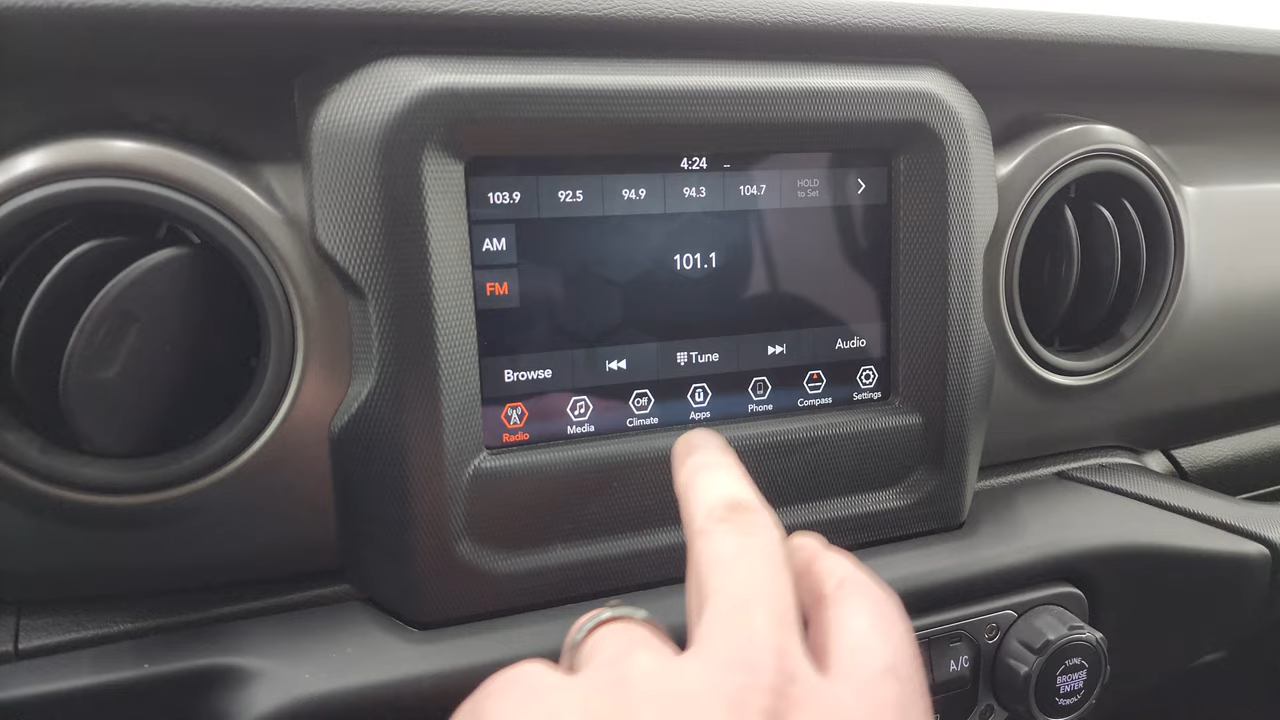 4:24
103.9 92.5 94.9 94.3 104.7 HOLD
to Set
AM
101.1
FM
Browse Tune Audio
Off
Radio Media Climate Apps Phone Compass Settings
A/C
TUNE
BROWSE
ENTER
SCROLL